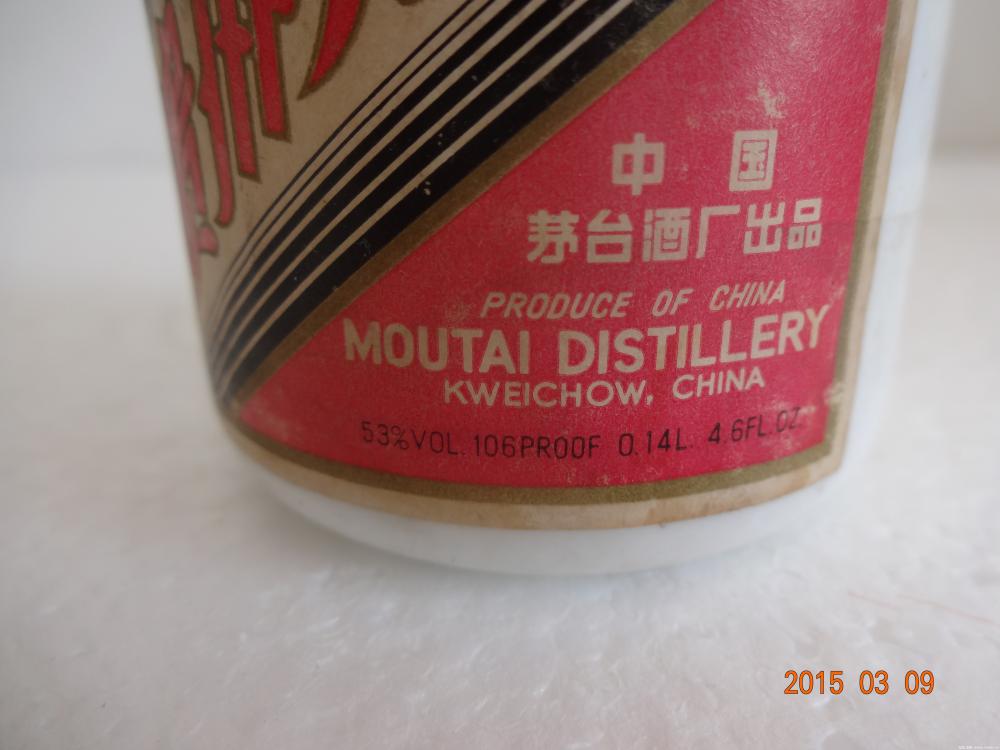 中国
茅台酒厂出品
PRODUCE OF CHINA
MOUTAI DISTILLERY
KWEICHOW, CHINA
53%VOL. 106PROOF 0.14L. 4.6FL.OZ.
2015 03 09